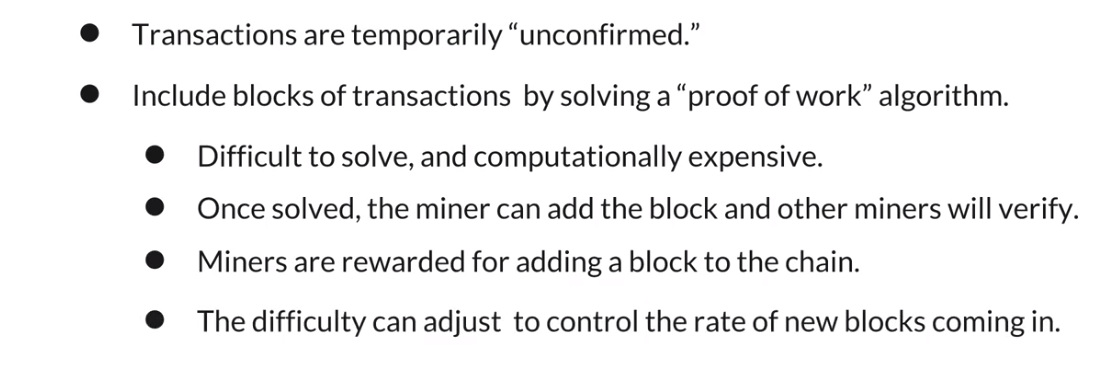 ● Transactions are temporarily “unconfirmed.”
● Include blocks of transactions by solving a “proof of work” algorithm.
● Difficult to solve, and computationally expensive.
● Once solved, the miner can add the block and other miners will verify.
● Miners are rewarded for adding a block to the chain.
● The difficulty can adjust to control the rate of new blocks coming in.